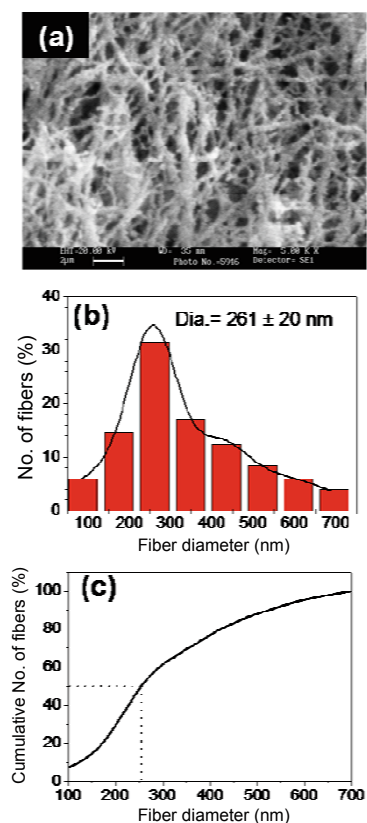 (a)
EHT=20.00 kV WD= 35 mm Mag= 5.00 K X
2µm Photo No.=5916 Detector= SE1
(b)
Dia.= 261 ± 20 nm
No. of fibers (%)
40
30
20
10
0
100 200 300 400 500 600 700
Fiber diameter (nm)
(c)
Cumulative No. of fibers (%)
100
80
60
40
20
0
100 200 300 400 500 600 700
Fiber diameter (nm)